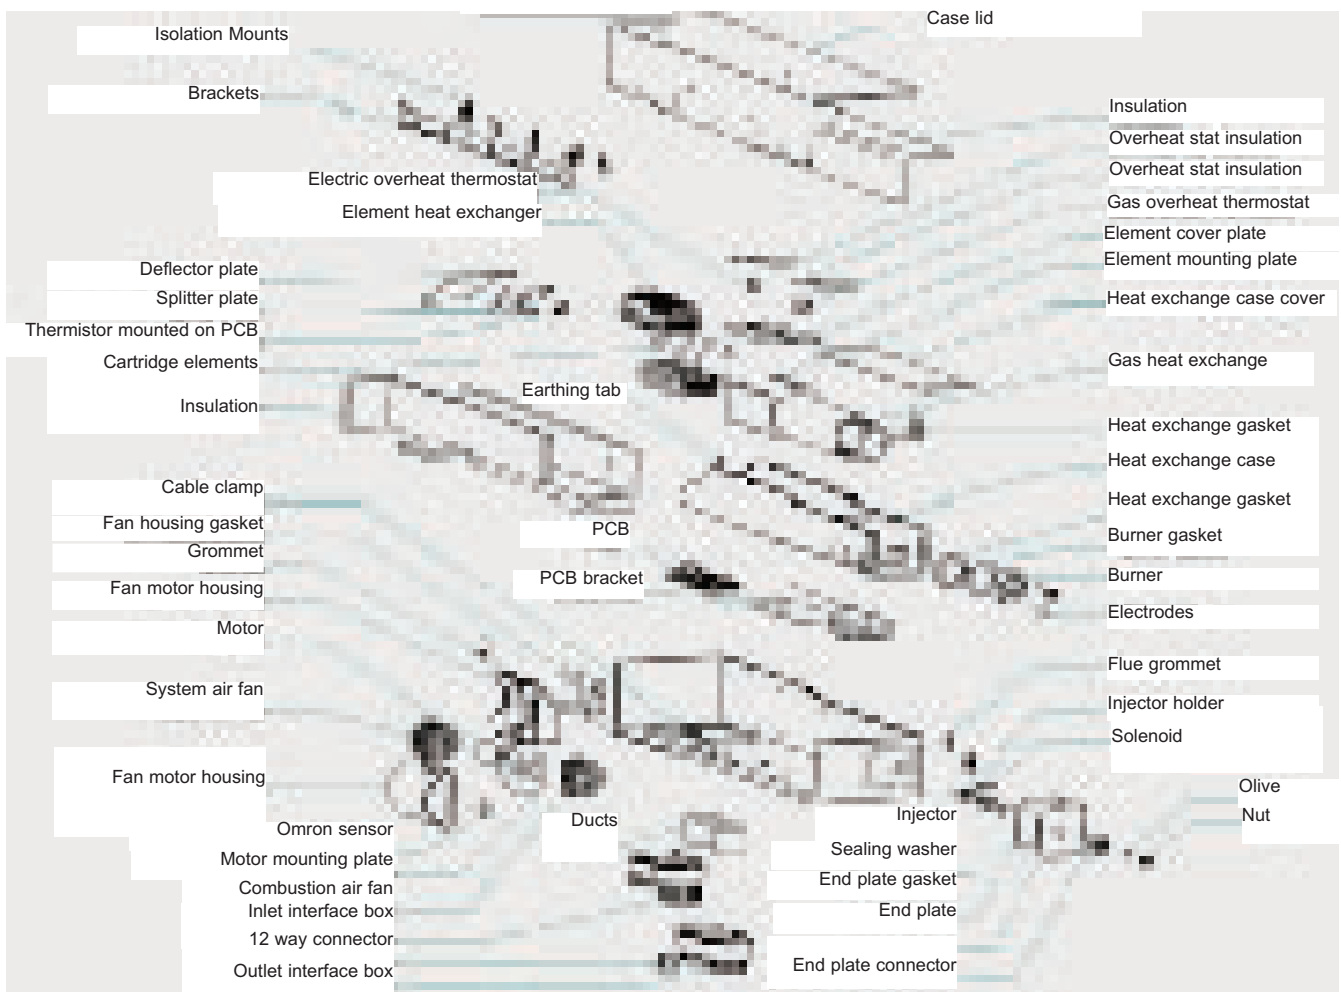 Case lid
Isolation Mounts
Brackets
Electric overheat thermostat
Element heat exchanger
Deflector plate
Splitter plate
Thermistor mounted on PCB
Cartridge elements
Insulation
Earthing tab
Cable clamp
Fan housing gasket
Grommet
Fan motor housing
Motor
System air fan
Fan motor housing
PCB
PCB bracket
Omron sensor
Motor mounting plate
Combustion air fan
Inlet interface box
12 way connector
Outlet interface box
Ducts
Insulation
Overheat stat insulation
Overheat stat insulation
Gas overheat thermostat
Element cover plate
Element mounting plate
Heat exchange case cover
Gas heat exchange
Heat exchange gasket
Heat exchange case
Heat exchange gasket
Burner gasket
Burner
Electrodes
Flue grommet
Injector holder
Solenoid
Olive
Nut
Injector
Sealing washer
End plate gasket
End plate
End plate connector